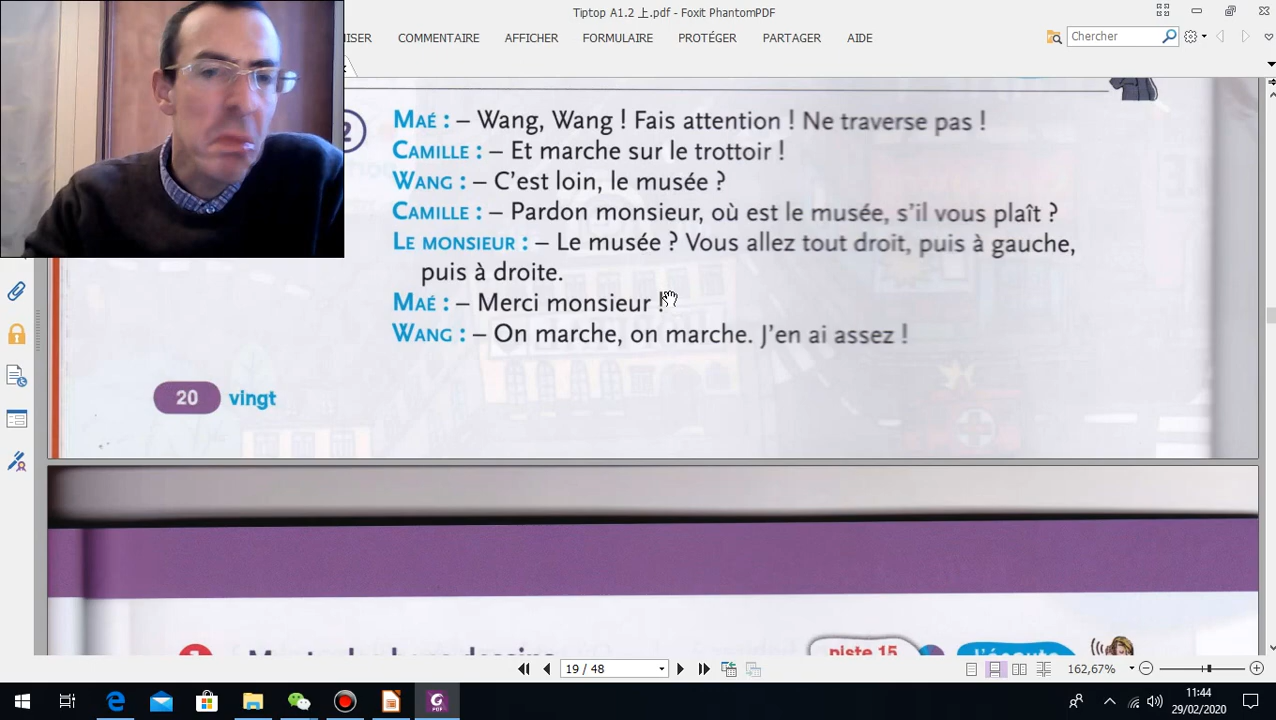 Tiptop A1.2 上.pdf - Foxit PhantomPDF
COMMENTAIRE AFFICHER FORMULAIRE PROTÉGER PARTAGER AIDE
Chercher
MAÉ : – Wang, Wang ! Fais attention ! Ne traverse pas !
CAMILLE : – Et marche sur le trottoir !
WANG : – C'est loin, le musée ?
CAMILLE : – Pardon monsieur, où est le musée, s'il vous plaît ?
LE MONSIEUR : – Le musée ? Vous allez tout droit, puis à gauche,
puis à droite.
MAÉ : – Merci monsieur !
WANG : – On marche, on marche. J'en ai assez !
20 vingt
piste 15 j'écoute
19 / 48
162,67%
11:44
29/02/2020